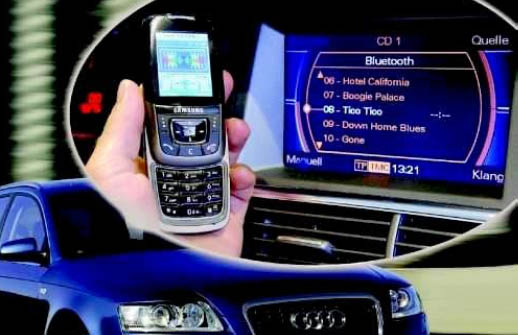 CD 1
Quelle
Bluetooth
06 - Hotel California
07 - Boogie Palace
08 - Tico Tico
--:--
09 - Down Home Blues
10 - Gone
Manuell
TP TMC 13:21
Klang
SAMSUNG
C